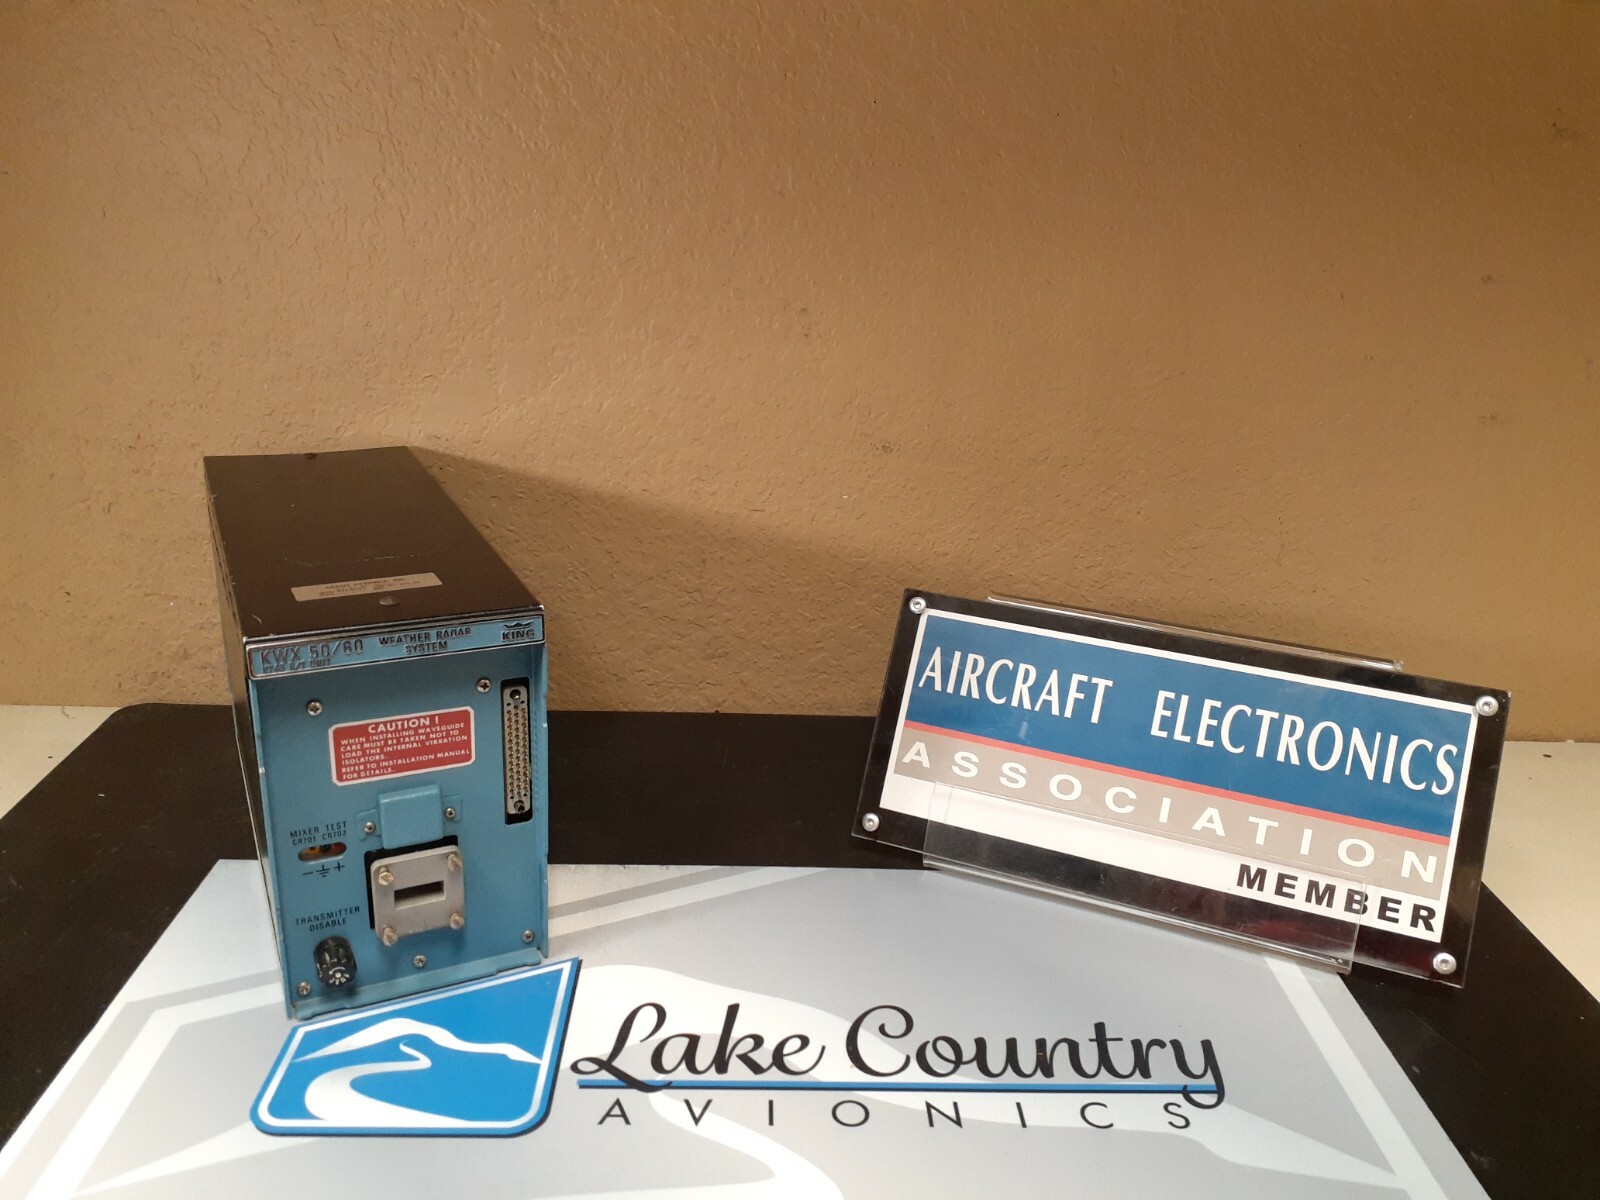 KWX 50/60
WEATHER RADAR
SYSTEM
KING
R/T UNIT
CAUTION !
WHEN INSTALLING WAVEGUIDE
CARE MUST BE TAKEN NOT TO
LOAD THE INTERNAL VIBRATION
ISOLATORS.
REFER TO INSTALLATION MANUAL
FOR DETAILS.
MIXER TEST
CR701 CR702
− +
TRANSMITTER
DISABLE
AIRCRAFT ELECTRONICS
ASSOCIATION
MEMBER
Lake Country
AVIONICS